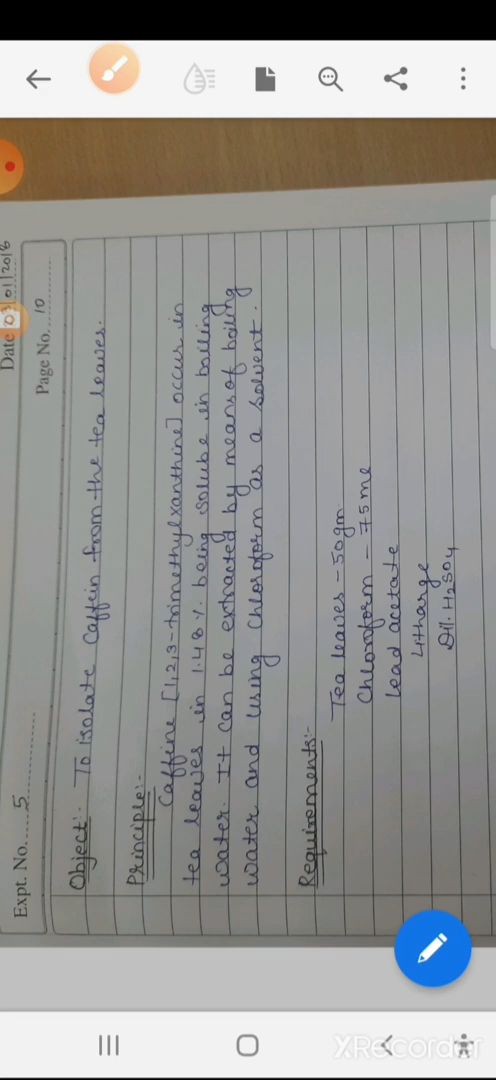 Date 03/01/2018
Expt. No. 5
Page No. 10
Object:- To isolate Caffein from the tea leaves.
Principle:-
Caffine [1,2,3-trimethyl xanthine] occurs in
tea leaves in 1.48 %. being solube in boiling
water. It can be extracted by means of boiling
water and using chloroform as a solvent.
Requirements:-
Tea leaves - 50gm
Chloroform - 75ml
lead acetate
Litharge
Dil. H2SO4
XRecorder